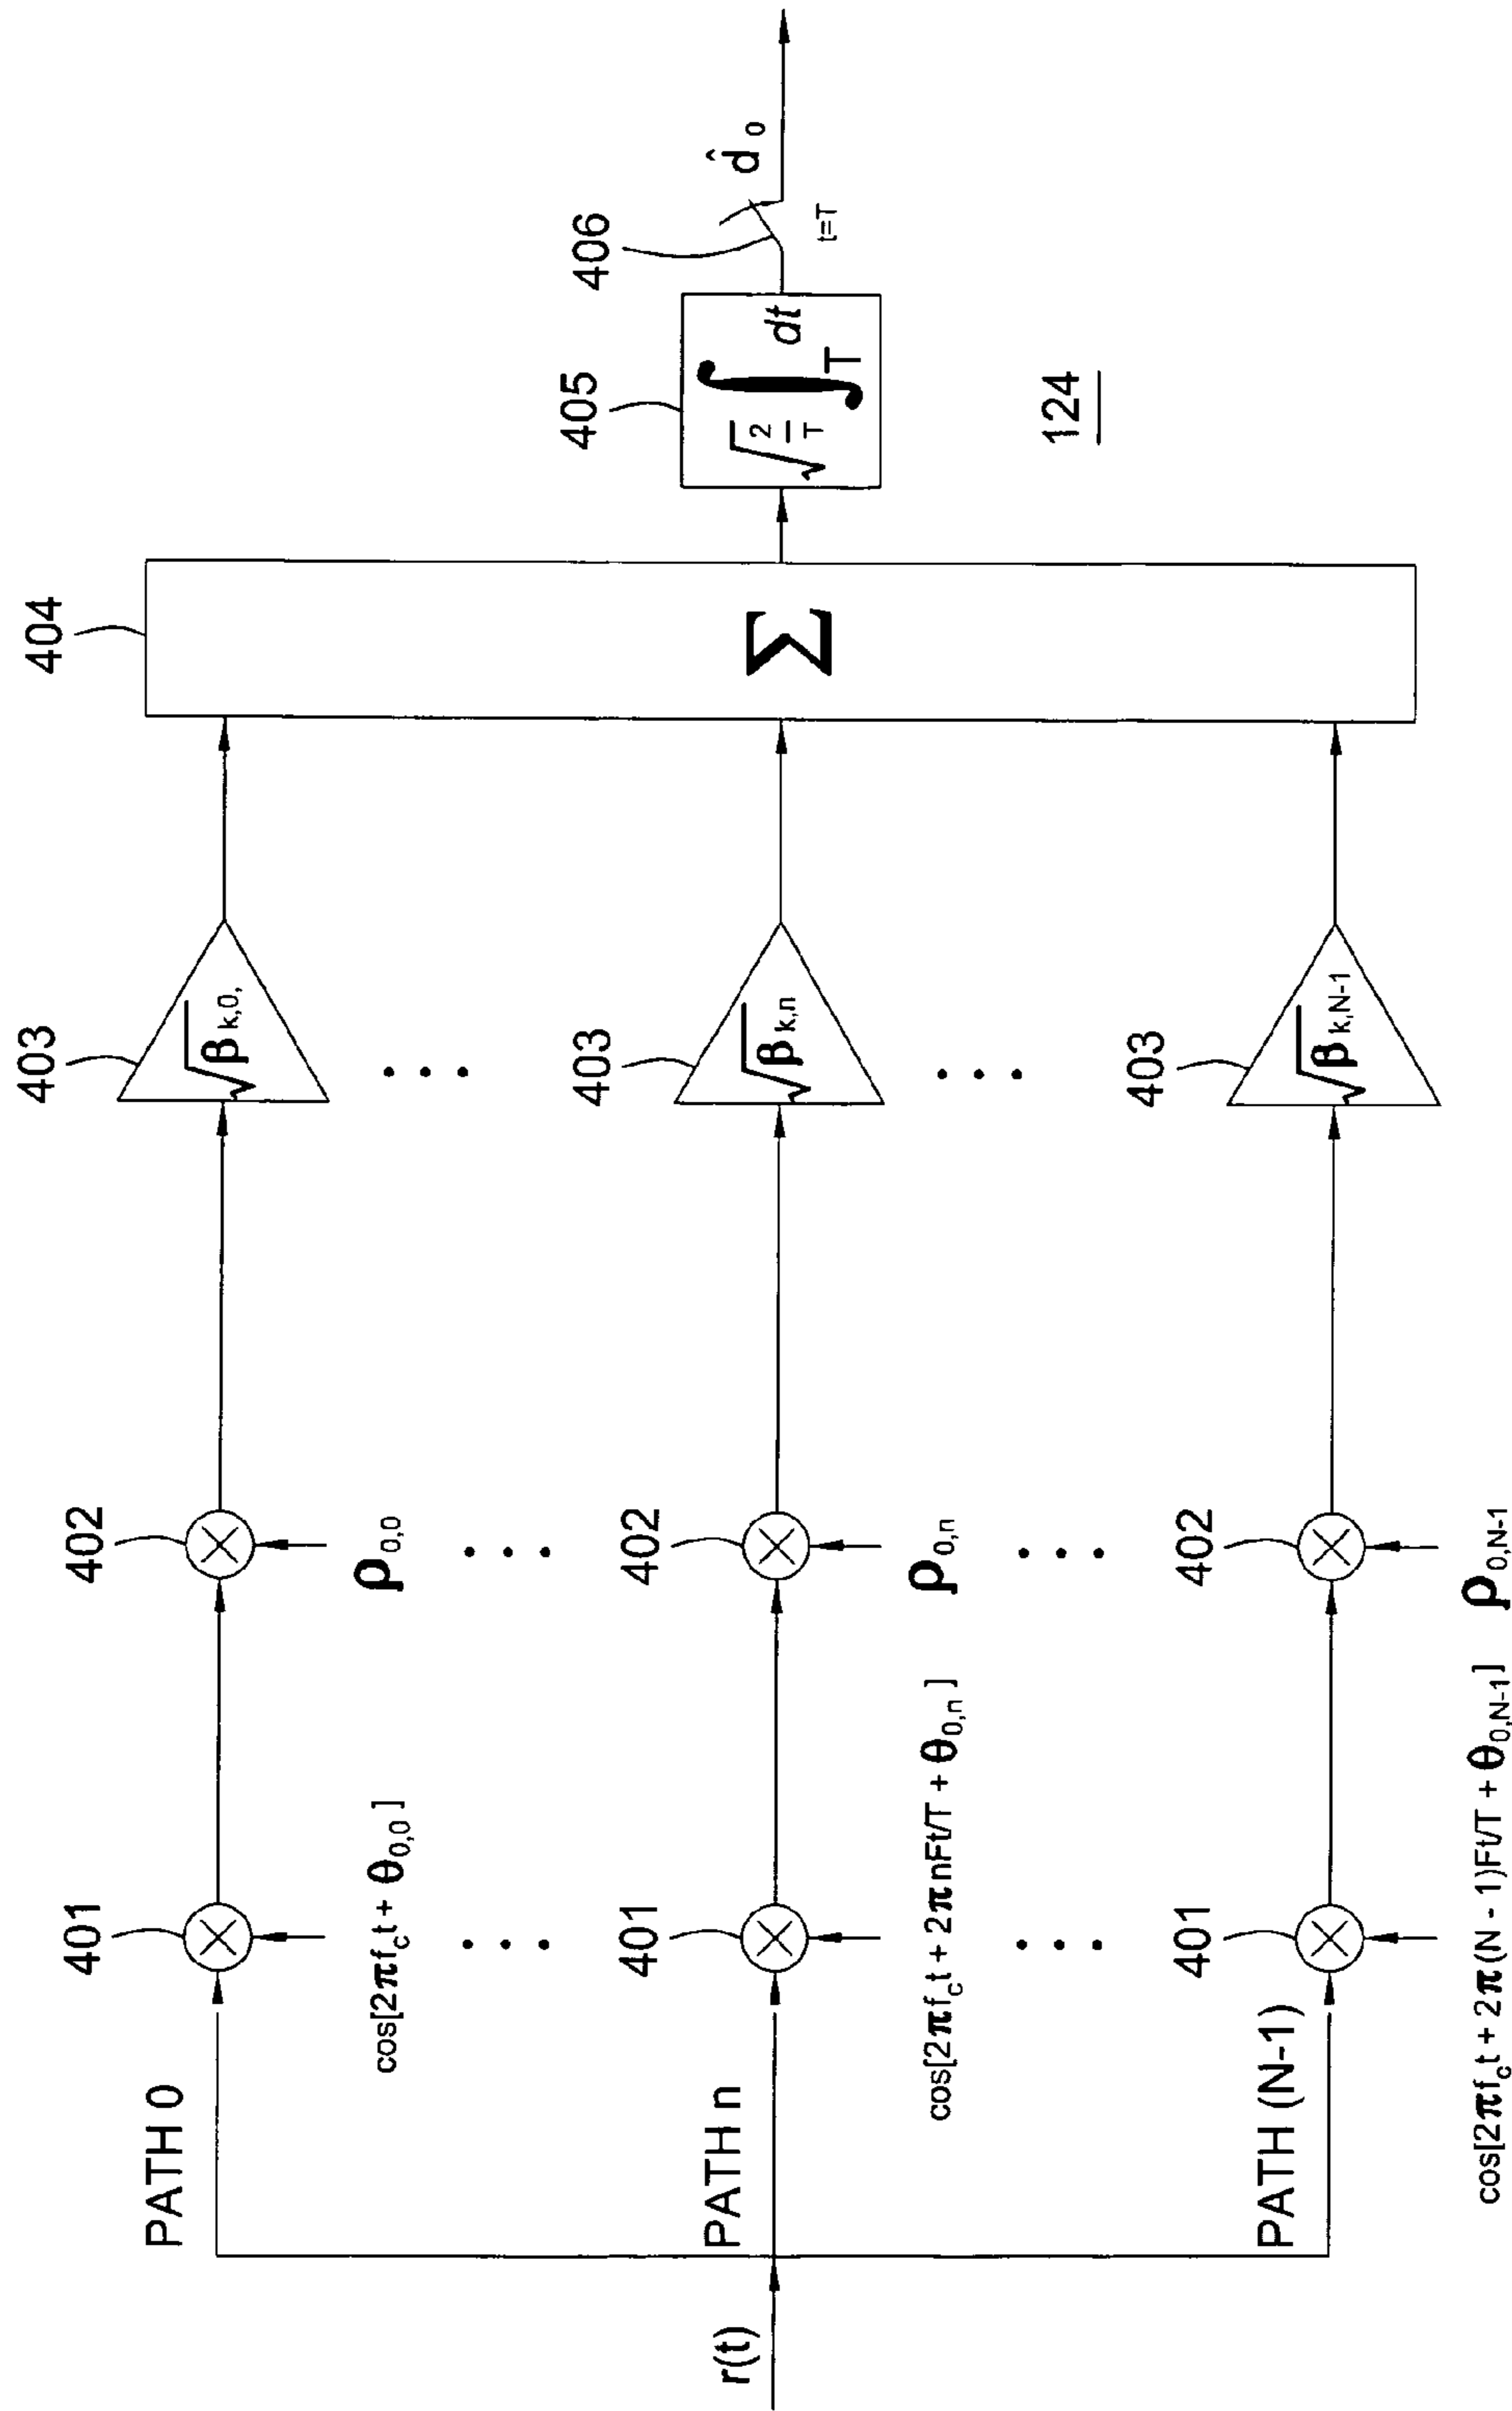 PATH 0
401
402
403
404
cos[2πf_c t + θ_0,0]
ρ_0,0
√β_k,0,
r(t)
PATH n
401
402
403
Σ
405
√2/T ∫_T dt
406
t=T
d̂_0
cos[2πf_c t + 2πnFt/T + θ_0,n]
ρ_0,n
√β_k,n
124
PATH (N-1)
401
402
403
cos[2πf_c t + 2π(N - 1)Ft/T + θ_0,N-1]
ρ_0,N-1
√β_k,N-1